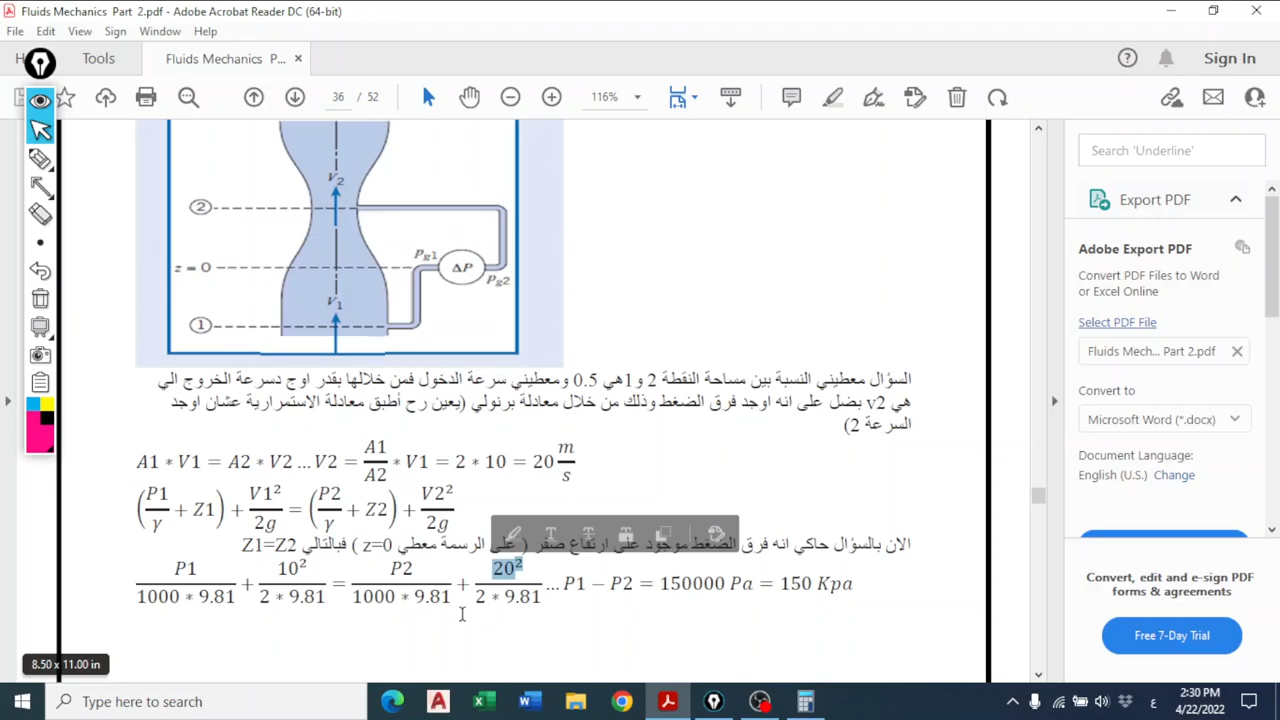 Fluids Mechanics Part 2.pdf - Adobe Acrobat Reader DC (64-bit)
File Edit View Sign Window Help
Tools
Fluids Mechanics P... ×
Sign In
36 / 52
116%
V2
2
Pg1
z = 0
ΔP
Pg2
V1
1
السؤال معطيني النسبة بين مساحة النقطة 2 و1هي 0.5 ومعطيني سرعة الدخول فمن خلالها بقدر اوج دسرعة الخروج الي
هي v2 بضل على انه اوجد فرق الضغط وذلك من خلال معادلة برنولي (يعين رح أطبق معادلة الاستمرارية عشان اوجد
السرعة 2)
A1 ∗ V1 = A2 ∗ V2 … V2 = A1/A2 ∗ V1 = 2 ∗ 10 = 20 m/s
(P1/γ + Z1) + V1²/2g = (P2/γ + Z2) + V2²/2g
الان بالسؤال حاكي انه فرق الضغط موجود على ارتفاع صفر ( على الرسمة معطي z=0 ) فبالتالي Z1=Z2
P1/(1000 ∗ 9.81) + 10²/(2 ∗ 9.81) = P2/(1000 ∗ 9.81) + 20²/(2 ∗ 9.81) … P1 − P2 = 150000 Pa = 150 Kpa
8.50 x 11.00 in
Search 'Underline'
Export PDF
Adobe Export PDF
Convert PDF Files to Word
or Excel Online
Select PDF File
Fluids Mech... Part 2.pdf
Convert to
Microsoft Word (*.docx)
Document Language:
English (U.S.) Change
Convert, edit and e-sign PDF
forms & agreements
Free 7-Day Trial
Type here to search
ع
2:30 PM
4/22/2022